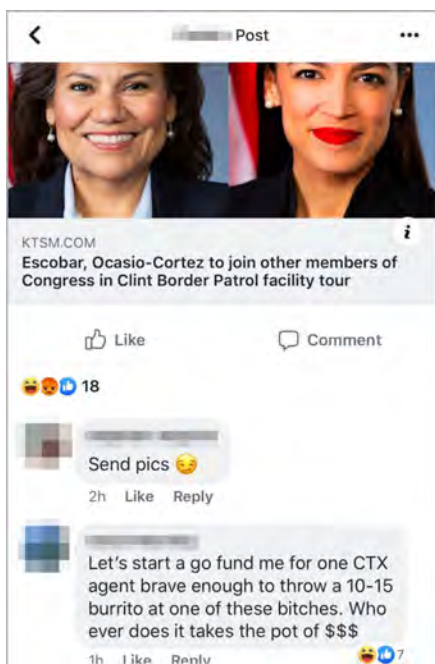 Post
KTSM.COM
Escobar, Ocasio-Cortez to join other members of
Congress in Clint Border Patrol facility tour
Like Comment
18
Send pics 😏
2h Like Reply
Let's start a go fund me for one CTX
agent brave enough to throw a 10-15
burrito at one of these bitches. Who
ever does it takes the pot of $$$
1h Like Reply 7